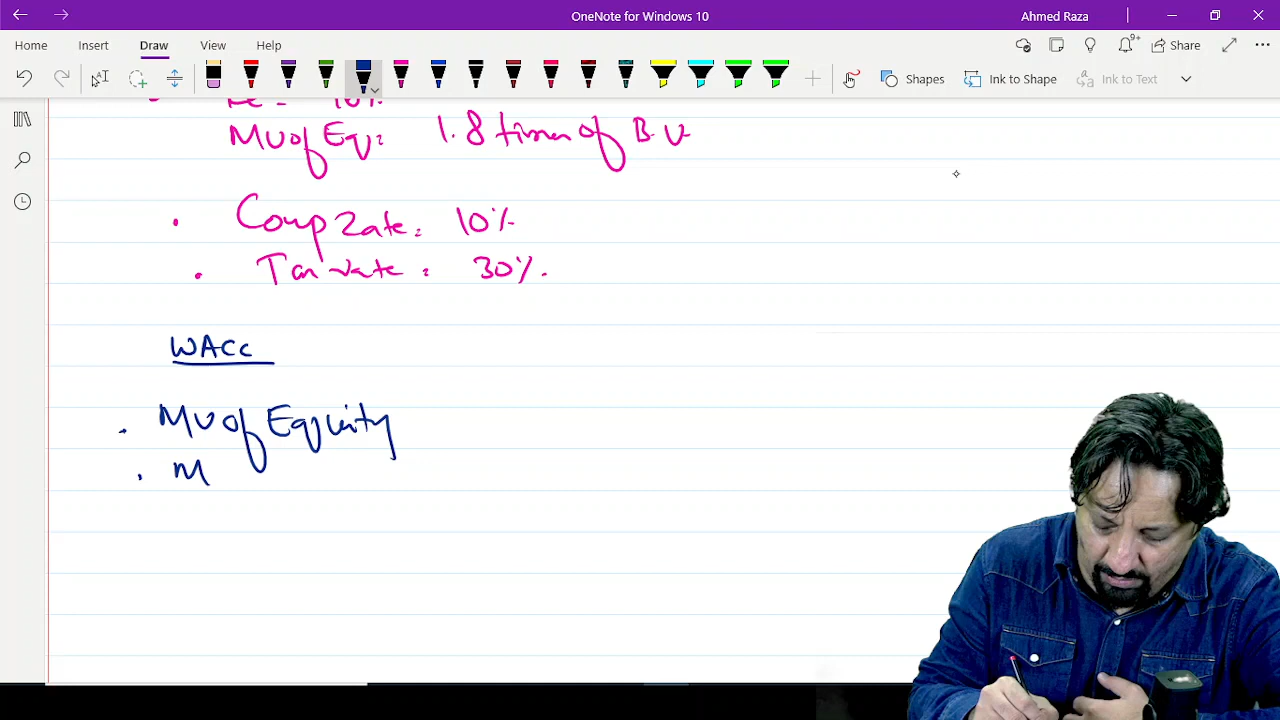 OneNote for Windows 10
Ahmed Raza
Home Insert Draw View Help
Share
Shapes Ink to Shape Ink to Text
10%
MV of Eq: 1.8 times of B.V
Coup Rate = 10%
Tax rate = 30%.
WACC
MV of Equity
M